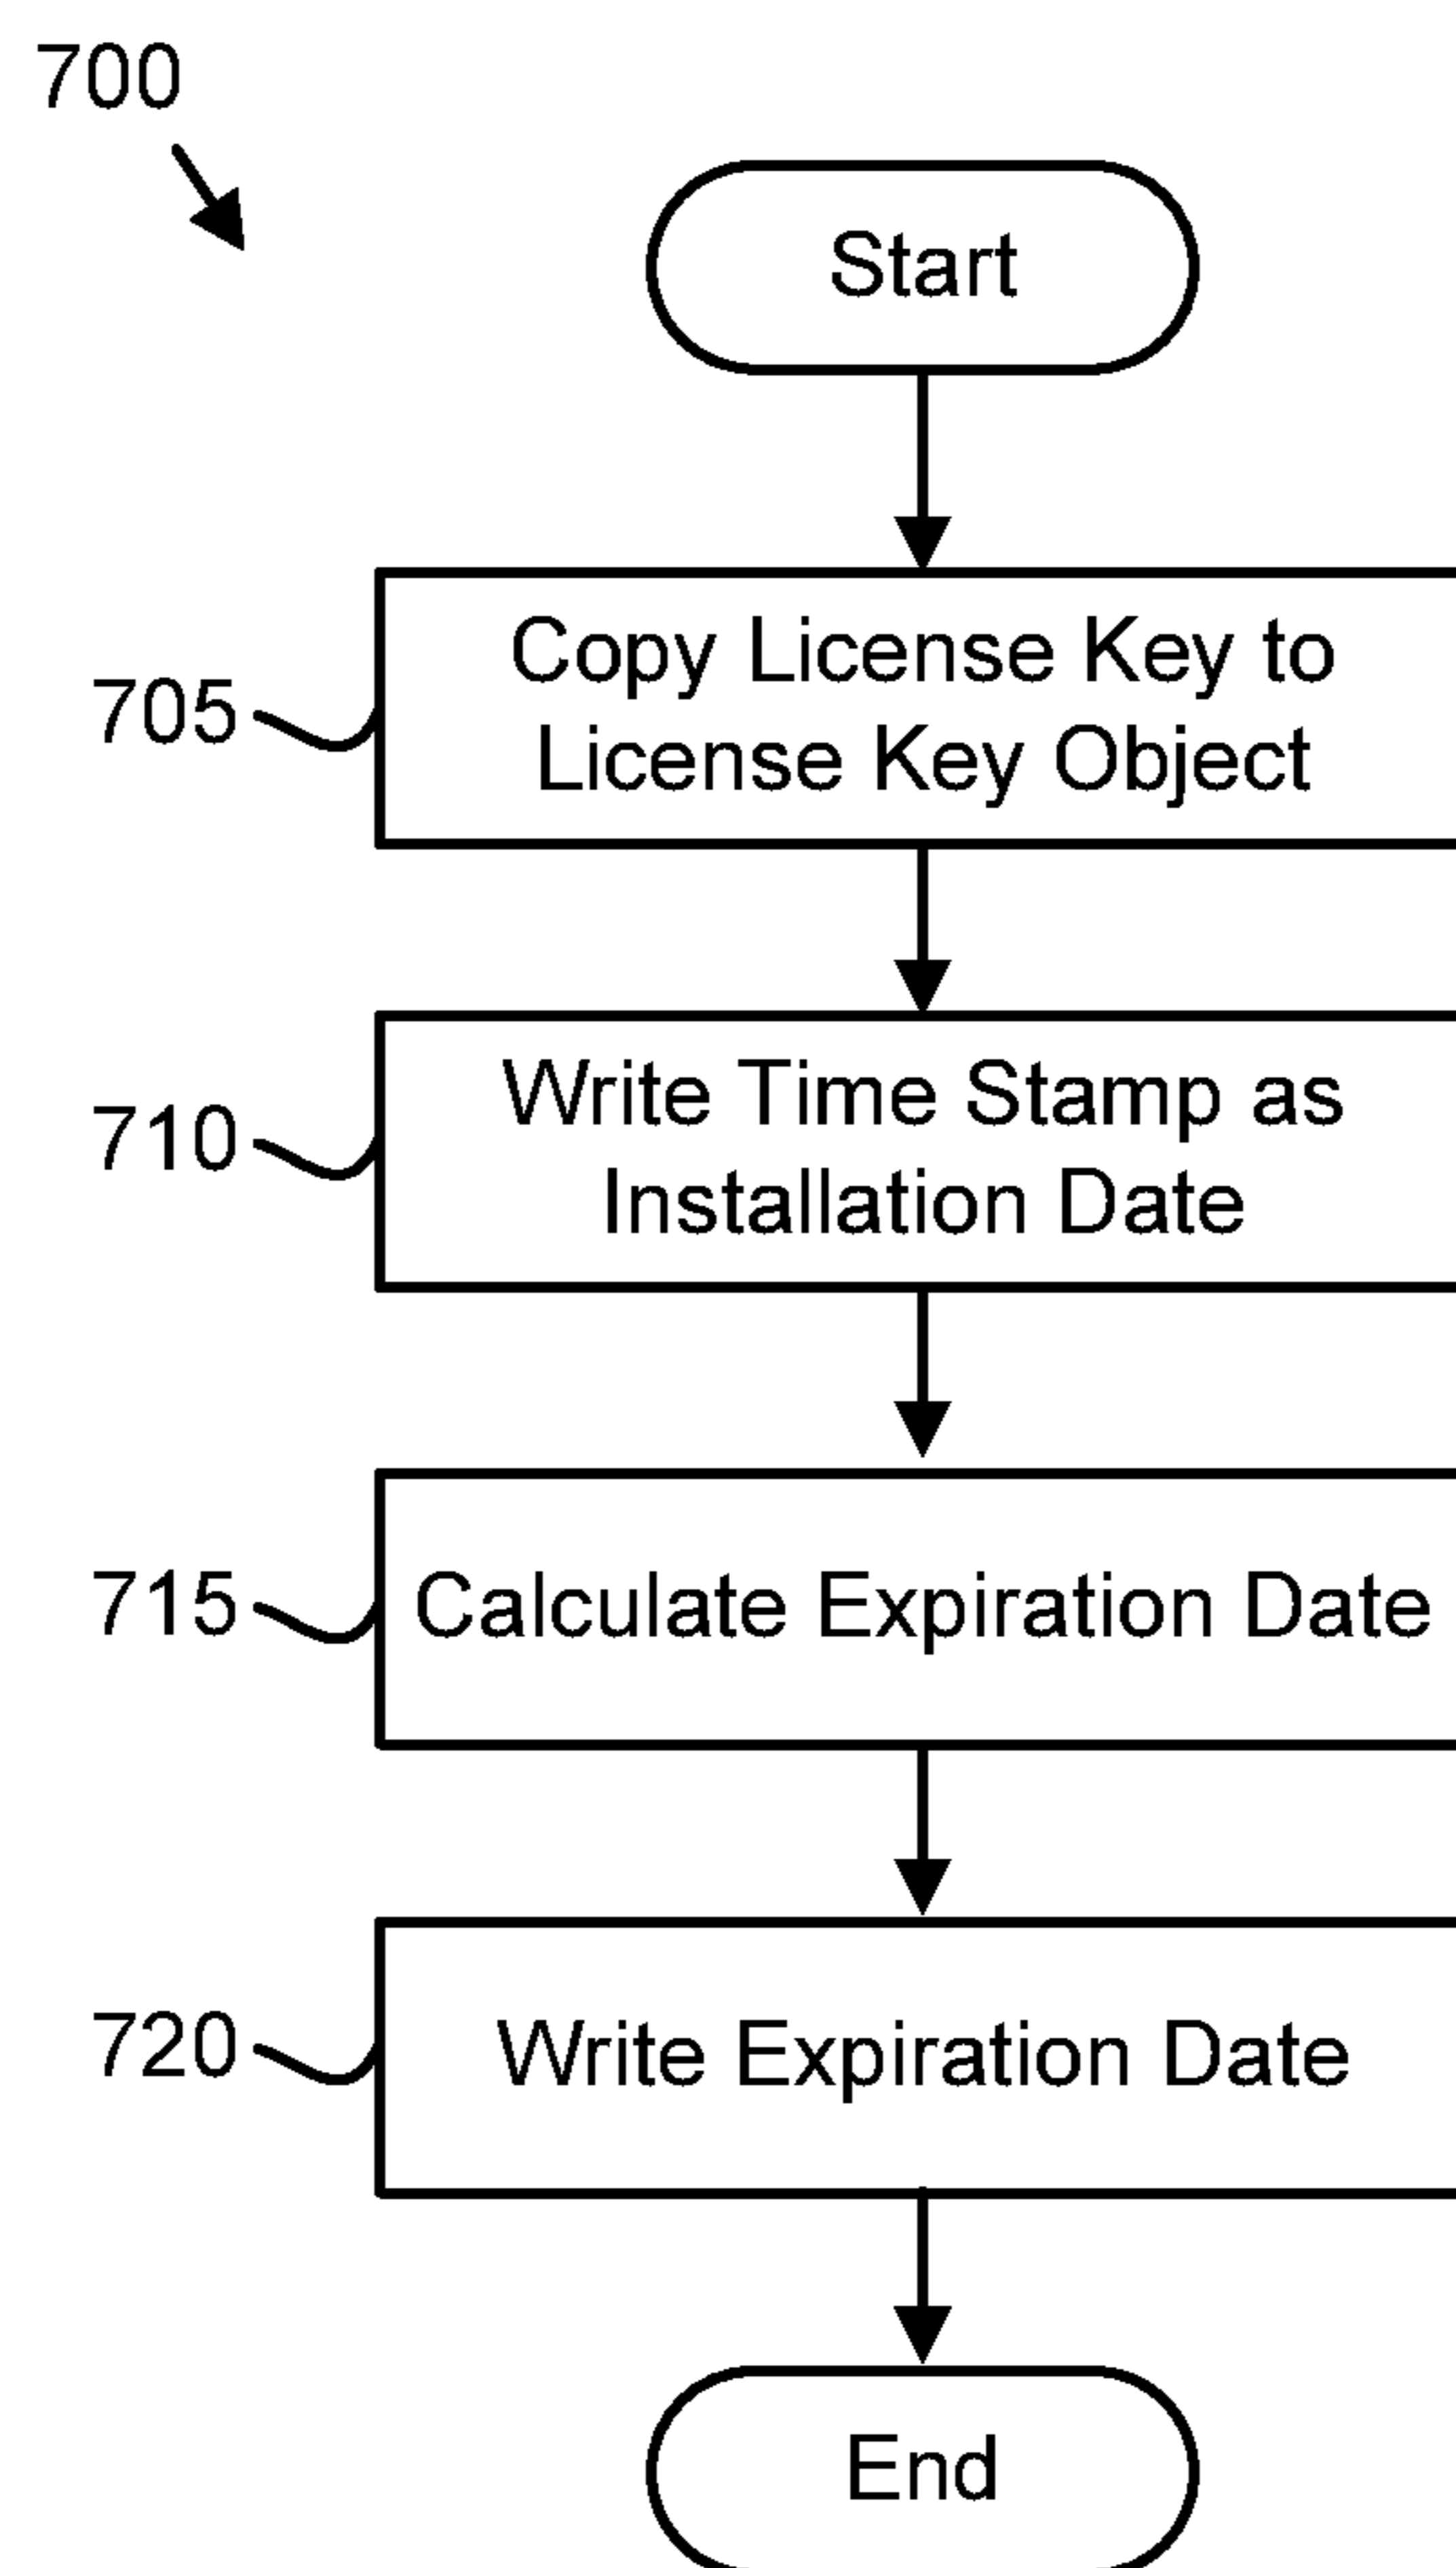 700
Start
705
Copy License Key to
License Key Object
710
Write Time Stamp as
Installation Date
715
Calculate Expiration Date
720
Write Expiration Date
End